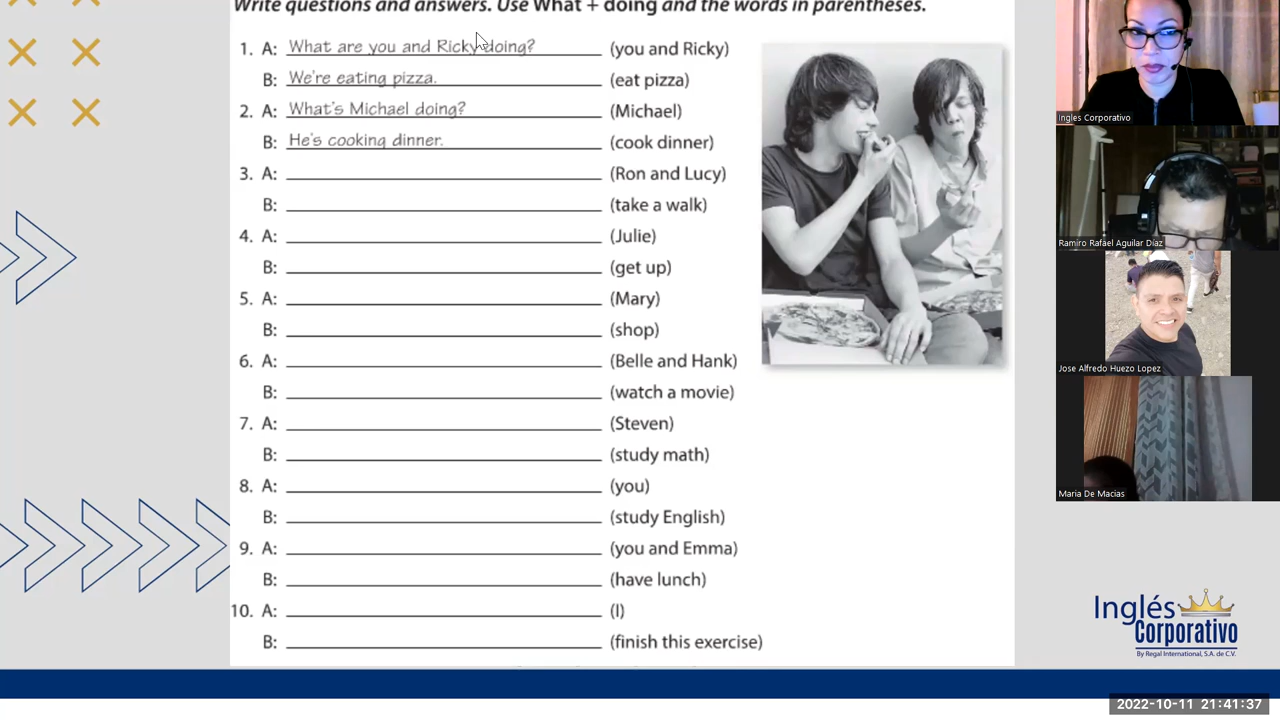 Write questions and answers. Use What + doing and the words in parentheses.
1. A: What are you and Ricky doing? (you and Ricky)
B: We're eating pizza. (eat pizza)
2. A: What's Michael doing? (Michael)
B: He's cooking dinner. (cook dinner)
3. A: (Ron and Lucy)
B: (take a walk)
4. A: (Julie)
B: (get up)
5. A: (Mary)
B: (shop)
6. A: (Belle and Hank)
B: (watch a movie)
7. A: (Steven)
B: (study math)
8. A: (you)
B: (study English)
9. A: (you and Emma)
B: (have lunch)
10. A: (I)
B: (finish this exercise)
Ingles Corporativo
Ramiro Rafael Aguilar Díaz
Jose Alfredo Huezo Lopez
Maria De Macias
Inglés
Corporativo
By Regal International, S.A. de C.V.
2022-10-11 21:41:37